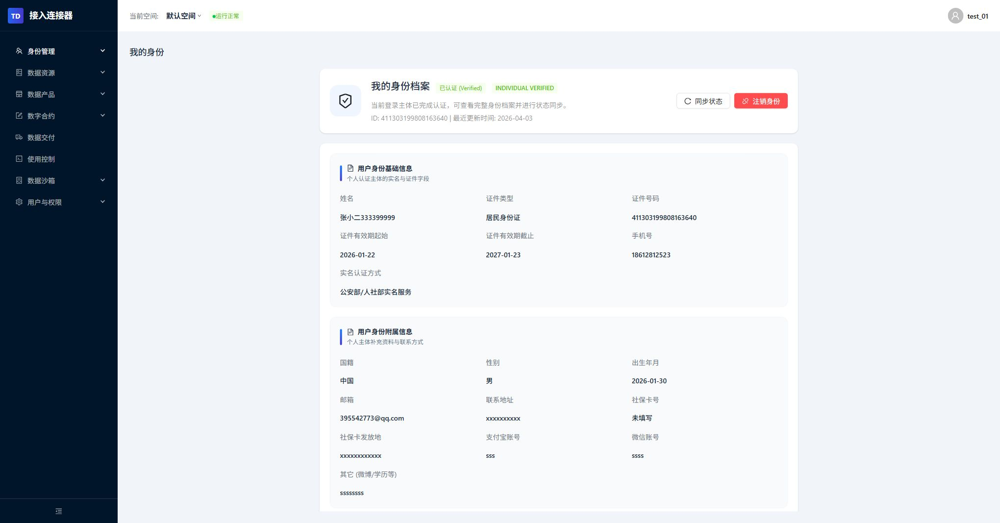 TD 接入连接器
当前空间: 默认空间 运行正常
test_01
身份管理
数据资源
数据产品
数字合约
数据交付
使用控制
数据沙箱
用户与权限
我的身份
我的身份档案 已认证 (Verified) INDIVIDUAL VERIFIED
当前登录主体已完成认证，可查看完整身份档案并进行状态同步。
ID: 411303199808163640 | 最近更新时间: 2026-04-03
同步状态 注销身份
用户身份基础信息
个人认证主体的实名与证件字段
姓名 证件类型 证件号码
张小二333399999 居民身份证 411303199808163640
证件有效期起始 证件有效期截止 手机号
2026-01-22 2027-01-23 18612812523
实名认证方式
公安部/人社部实名服务
用户身份附属信息
个人主体补充资料与联系方式
国籍 性别 出生年月
中国 男 2026-01-30
邮箱 联系地址 社保卡号
395542773@qq.com xxxxxxxxxx 未填写
社保卡发放地 支付宝账号 微信账号
xxxxxxxxxxxx sss ssss
其它 (微博/学历等)
ssssssss